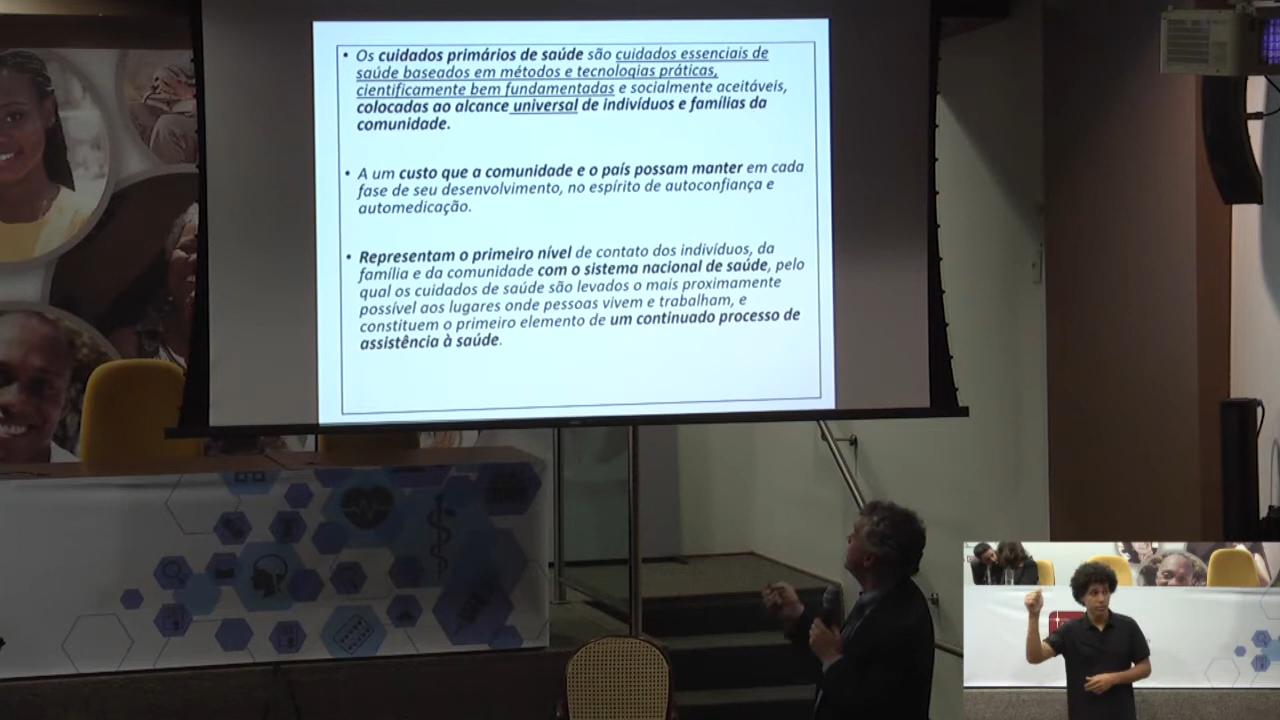 • Os cuidados primários de saúde são cuidados essenciais de
saúde baseados em métodos e tecnologias práticas,
cientificamente bem fundamentadas e socialmente aceitáveis,
colocadas ao alcance universal de indivíduos e famílias da
comunidade.
• A um custo que a comunidade e o país possam manter em cada
fase de seu desenvolvimento, no espírito de autoconfiança e
automedicação.
• Representam o primeiro nível de contato dos indivíduos, da
família e da comunidade com o sistema nacional de saúde, pelo
qual os cuidados de saúde são levados o mais proximamente
possível aos lugares onde pessoas vivem e trabalham, e
constituem o primeiro elemento de um continuado processo de
assistência à saúde.